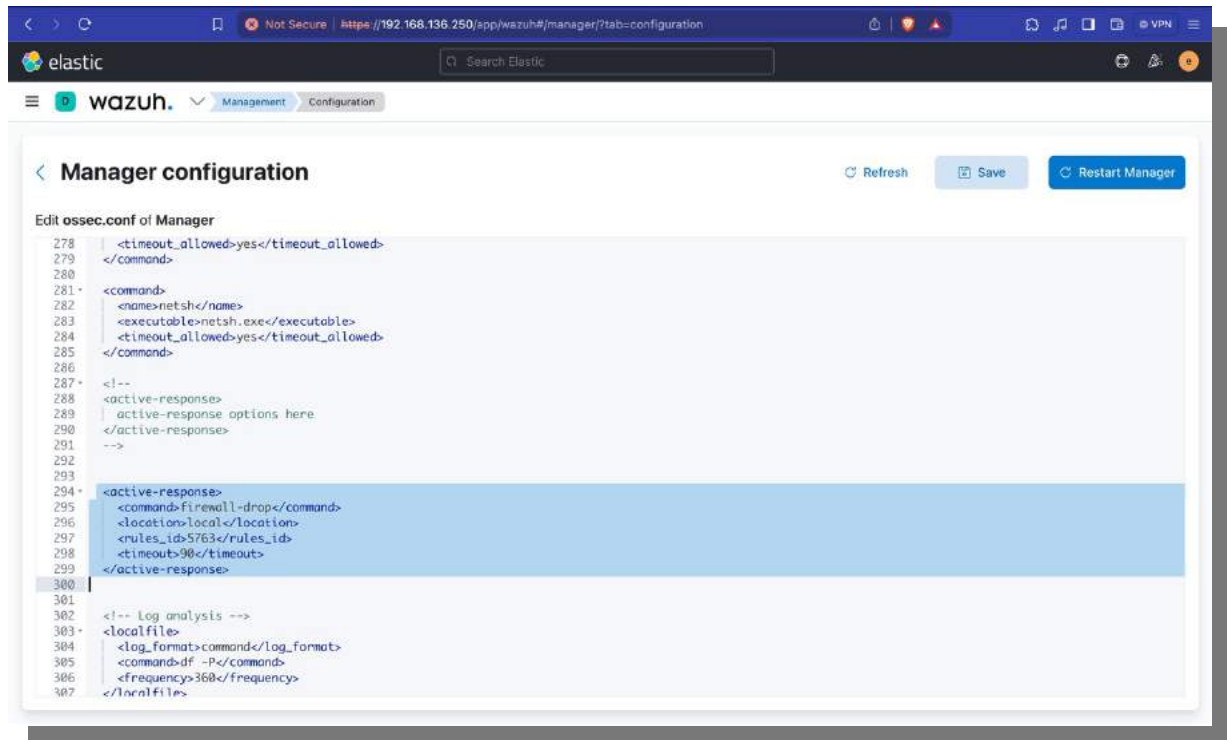 Not Secure https://192.168.136.250/app/wazuh#/manager/?tab=configuration VPN
elastic Search Elastic e
D wazuh. Management Configuration
Manager configuration Refresh Save Restart Manager
Edit ossec.conf of Manager
278 <timeout_allowed>yes</timeout_allowed>
279 </command>
280
281 <command>
282 <name>netsh</name>
283 <executable>netsh.exe</executable>
284 <timeout_allowed>yes</timeout_allowed>
285 </command>
286
287 <!--
288 <active-response>
289 active-response options here
290 </active-response>
291 -->
292
293
294 <active-response>
295 <command>firewall-drop</command>
296 <location>local</location>
297 <rules_id>5763</rules_id>
298 <timeout>90</timeout>
299 </active-response>
300
301
302 <!-- Log analysis -->
303 <localfile>
304 <log_format>command</log_format>
305 <command>df -P</command>
306 <frequency>360</frequency>
307 </localfile>